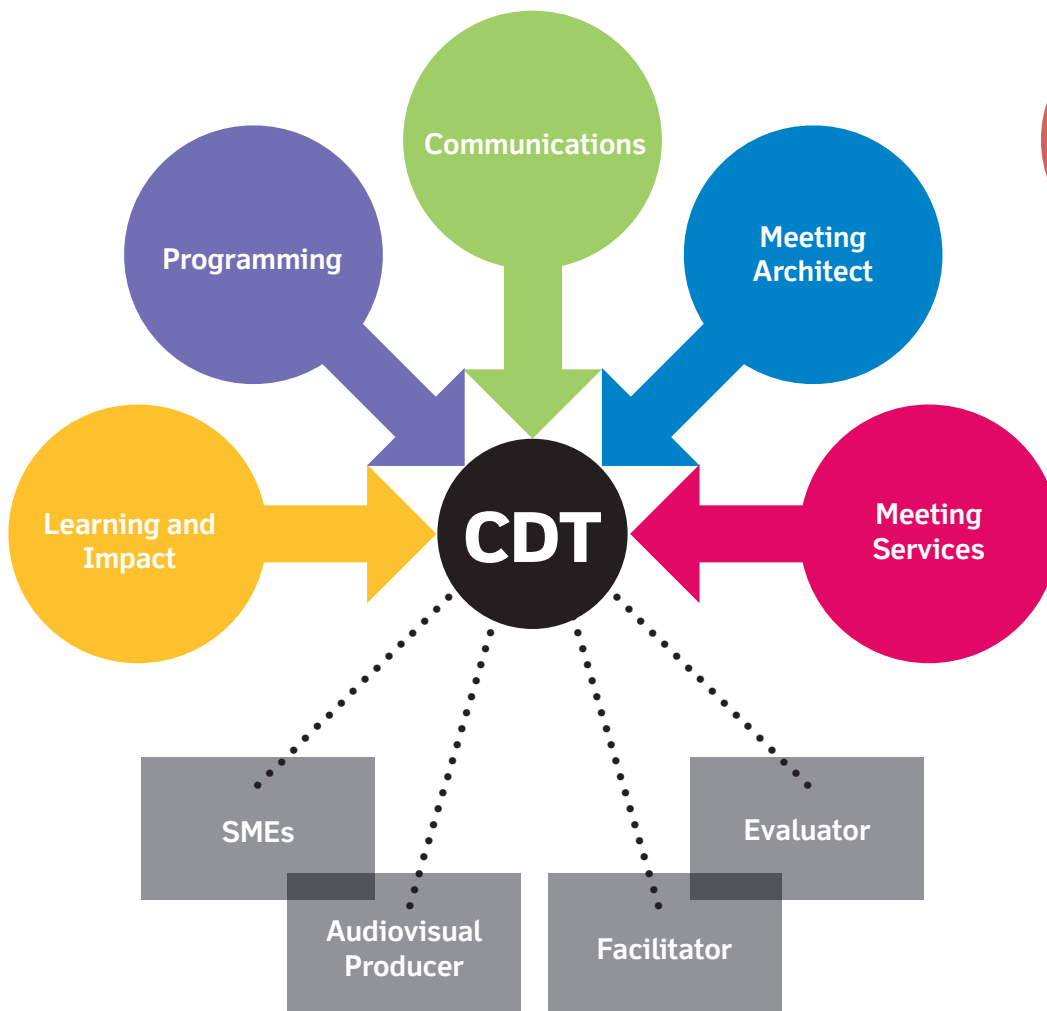 Communications
Programming
Meeting
Architect
Learning and
Impact
CDT
Meeting
Services
SMEs
Evaluator
Audiovisual
Producer
Facilitator